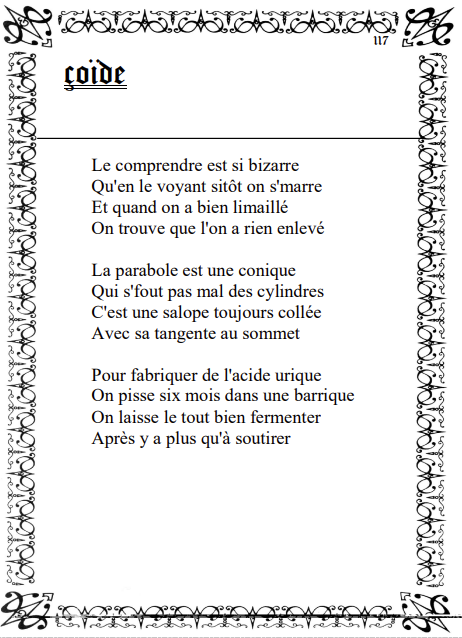 117
çoïde
Le comprendre est si bizarre
Qu'en le voyant sitôt on s'marre
Et quand on a bien limaillé
On trouve que l'on a rien enlevé
La parabole est une conique
Qui s'fout pas mal des cylindres
C'est une salope toujours collée
Avec sa tangente au sommet
Pour fabriquer de l'acide urique
On pisse six mois dans une barrique
On laisse le tout bien fermenter
Après y a plus qu'à soutirer